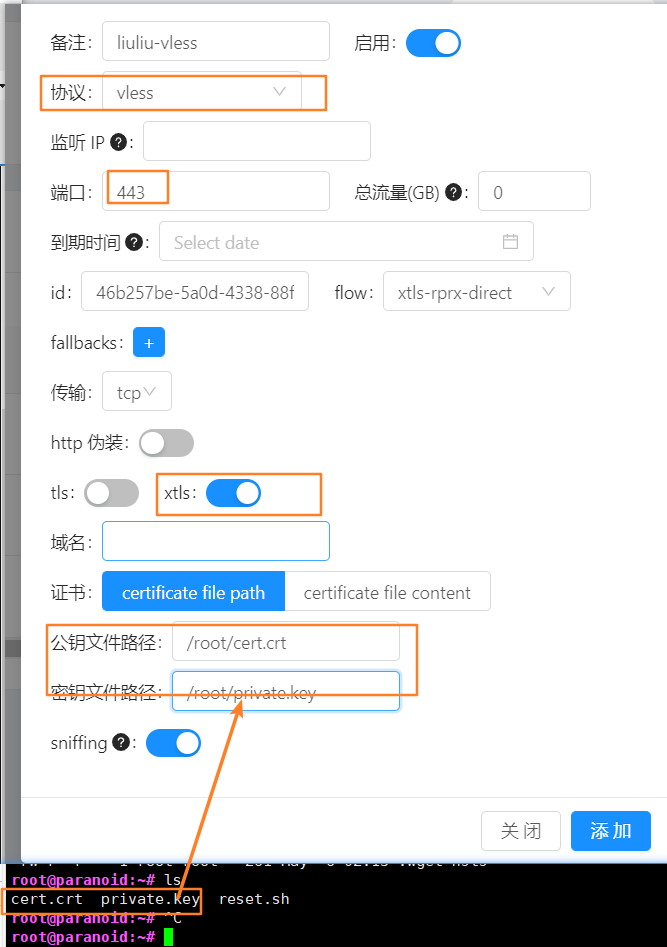 备注: liuliu-vless 启用:
协议: vless
监听 IP ?:
端口: 443 总流量(GB) ?: 0
到期时间 ?: Select date
id: 46b257be-5a0d-4338-88f flow: xtls-rprx-direct
fallbacks: +
传输: tcp
http 伪装:
tls: xtls:
域名:
证书: certificate file path certificate file content
公钥文件路径: /root/cert.crt
密钥文件路径: /root/private.key
sniffing ?:
关 闭 添 加
root@paranoid:~# ls
cert.crt private.key reset.sh
root@paranoid:~# ^C
root@paranoid:~#